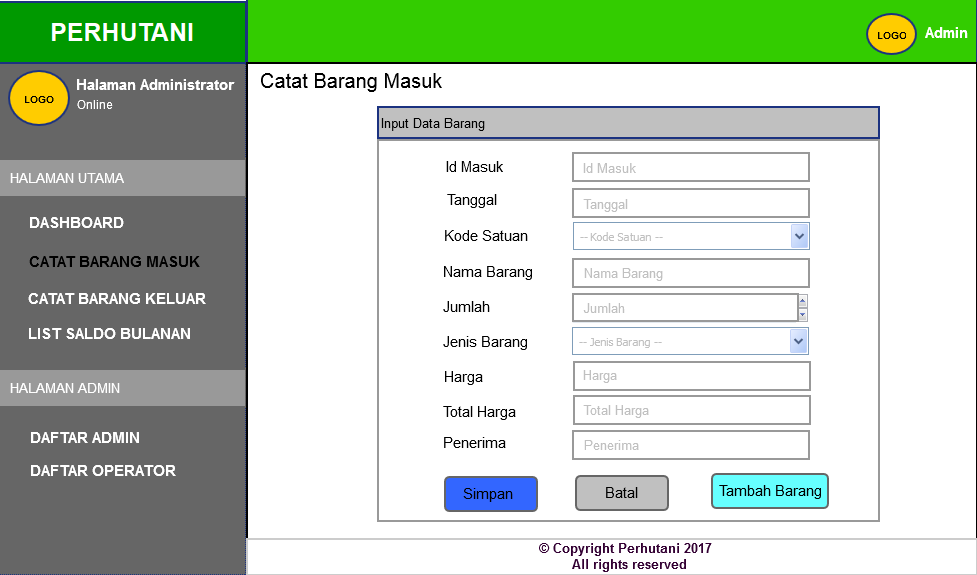 PERHUTANI
LOGO
Admin
LOGO
Halaman Administrator
Online
HALAMAN UTAMA
DASHBOARD
CATAT BARANG MASUK
CATAT BARANG KELUAR
LIST SALDO BULANAN
HALAMAN ADMIN
DAFTAR ADMIN
DAFTAR OPERATOR
Catat Barang Masuk
Input Data Barang
Id Masuk Id Masuk
Tanggal Tanggal
Kode Satuan -- Kode Satuan --
Nama Barang Nama Barang
Jumlah Jumlah
Jenis Barang -- Jenis Barang --
Harga Harga
Total Harga Total Harga
Penerima Penerima
Simpan Batal Tambah Barang
© Copyright Perhutani 2017
All rights reserved